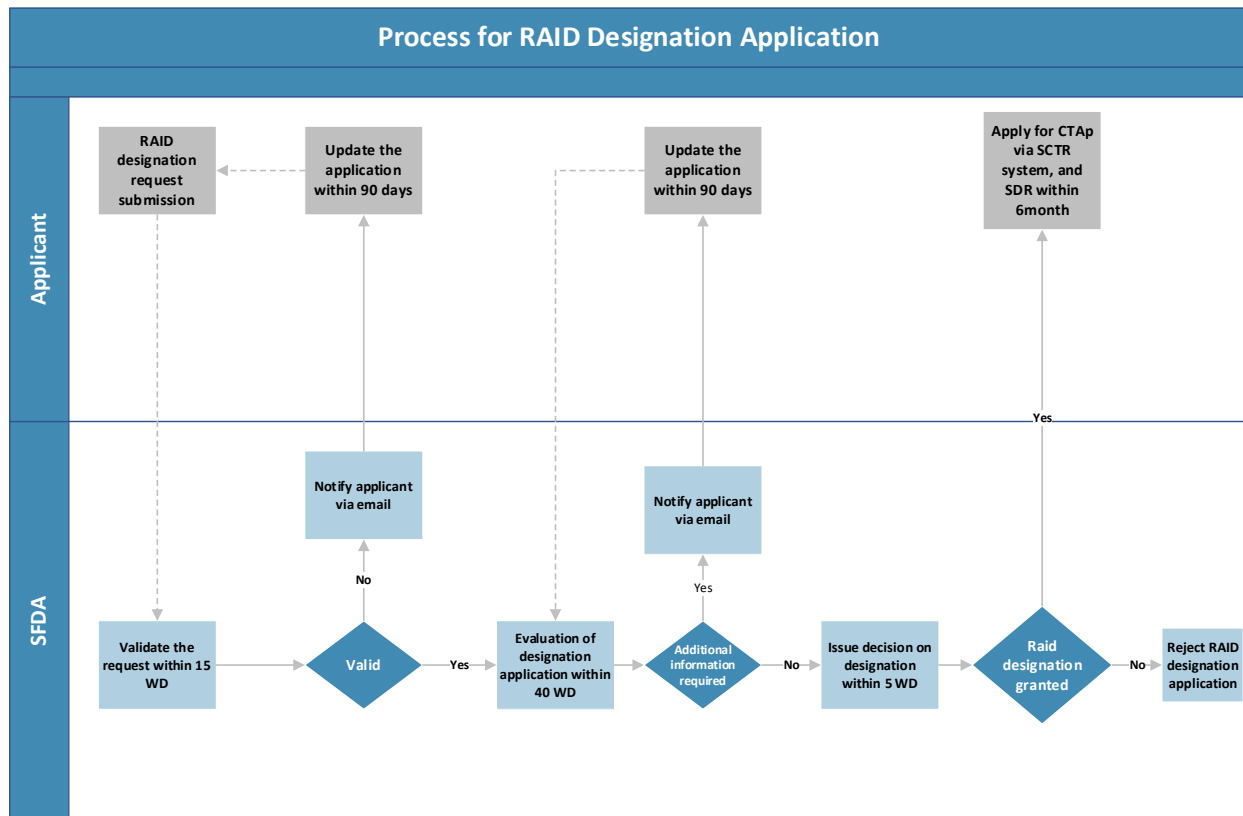 Process for RAID Designation Application
Applicant
RAID
designation
request
submission
Update the
application
within 90 days
Update the
application
within 90 days
Apply for CTAp
via SCTR
system, and
SDR within
6month
SFDA
Notify applicant
via email
Notify applicant
via email
Yes
No
Yes
Validate the
request within 15
WD
Valid
Yes
Evaluation of
designation
application within
40 WD
Additional
information
required
No
Issue decision on
designation
within 5 WD
Raid
designation
granted
No
Reject RAID
designation
application